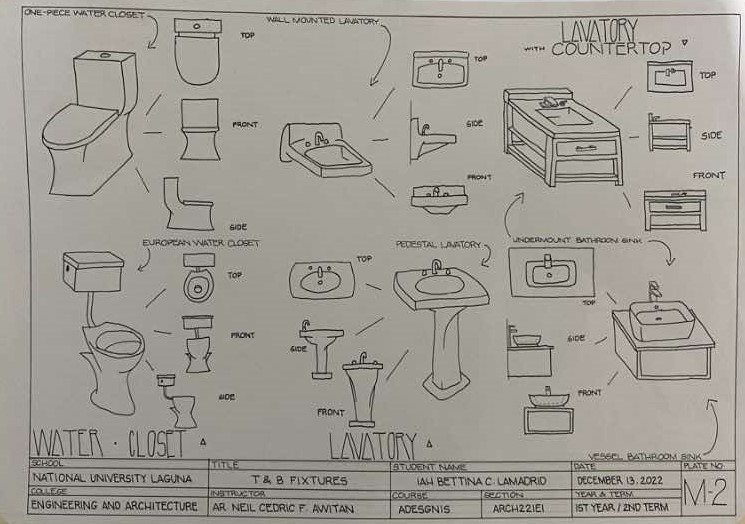 ONE-PIECE WATER CLOSET
TOP
FRONT
SIDE
WALL MOUNTED LAVATORY
TOP
SIDE
FRONT
LAVATORY
WITH COUNTERTOP
TOP
SIDE
FRONT
EUROPEAN WATER CLOSET
TOP
FRONT
SIDE
PEDESTAL LAVATORY
TOP
SIDE
FRONT
UNDERMOUNT BATHROOM SINK
TOP
SIDE
FRONT
VESSEL BATHROOM SINK
WATER · CLOSET
LAVATORY
SCHOOL
NATIONAL UNIVERSITY LAGUNA
TITLE
T & B FIXTURES
STUDENT NAME
IAH BETTINA C. LAMADRID
DATE
DECEMBER 13, 2022
PLATE NO.
M-2
COLLEGE
ENGINEERING AND ARCHITECTURE
INSTRUCTOR
AR NEIL CEDRIC F. AWITAN
COURSE
ADESGN1S
SECTION
ARCH221E1
YEAR & TERM
1ST YEAR / 2ND TERM